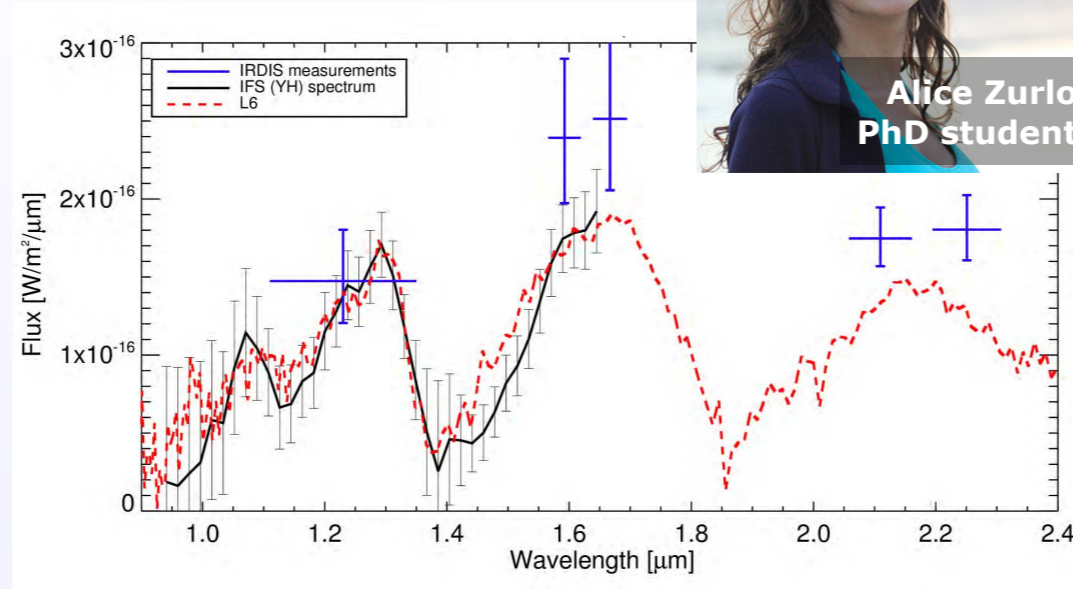 Alice Zurlo
PhD student
IRDIS measurements
IFS (YH) spectrum
L6
3x10⁻¹⁶
2x10⁻¹⁶
1x10⁻¹⁶
0
Flux [W/m²/μm]
1.0 1.2 1.4 1.6 1.8 2.0 2.2 2.4
Wavelength [μm]